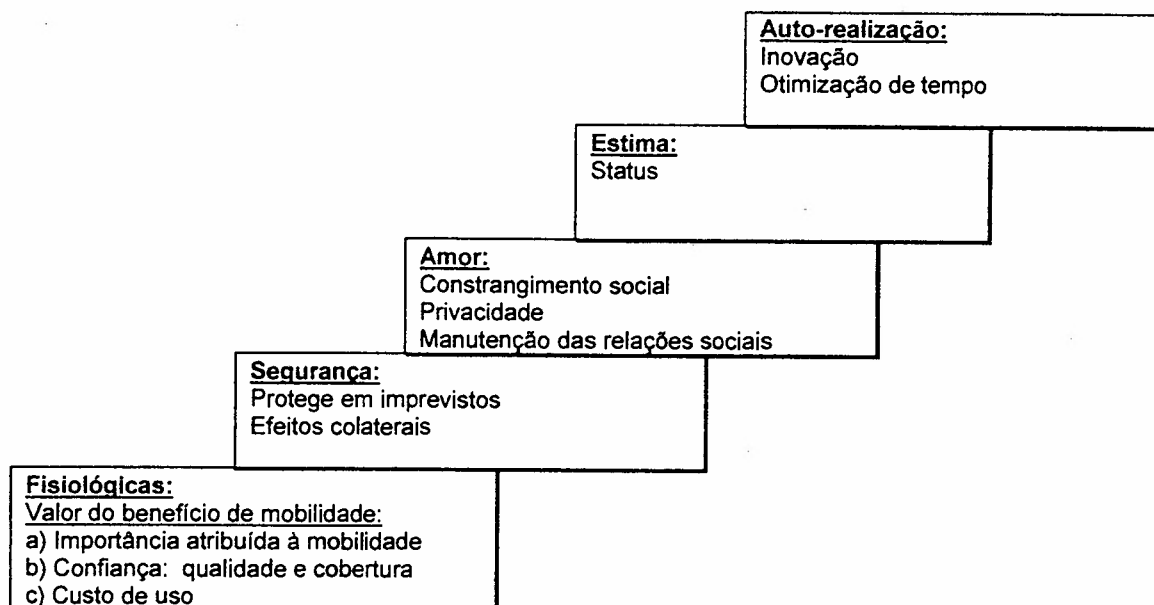 Auto-realização:
Inovação
Otimização de tempo
Estima:
Status
Amor:
Constrangimento social
Privacidade
Manutenção das relações sociais
Segurança:
Protege em imprevistos
Efeitos colaterais
Fisiológicas:
Valor do benefício de mobilidade:
a) Importância atribuída à mobilidade
b) Confiança: qualidade e cobertura
c) Custo de uso